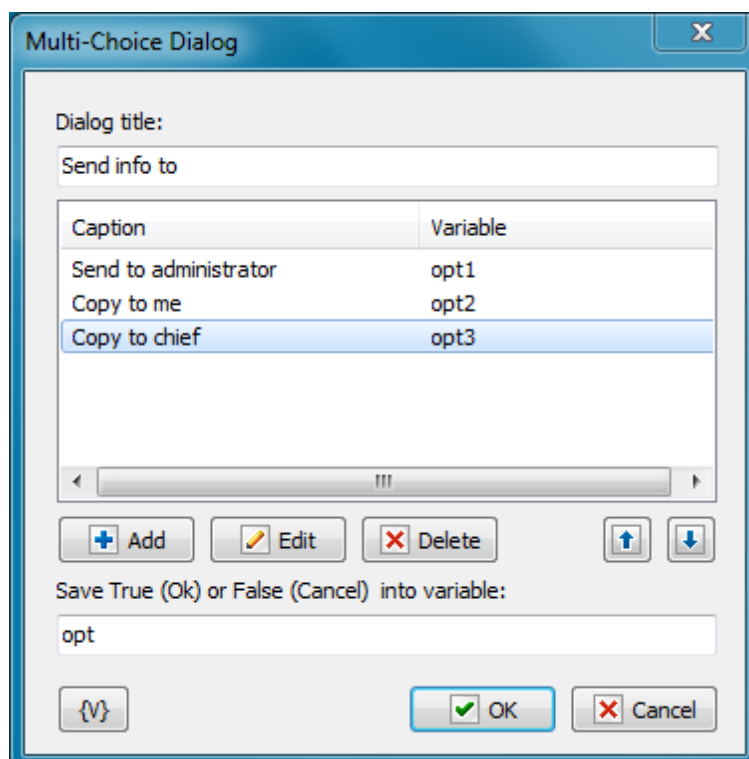 Multi-Choice Dialog
Dialog title:
Send info to
Caption Variable
Send to administrator opt1
Copy to me opt2
Copy to chief opt3
Add Edit Delete
Save True (Ok) or False (Cancel) into variable:
opt
{V} OK Cancel